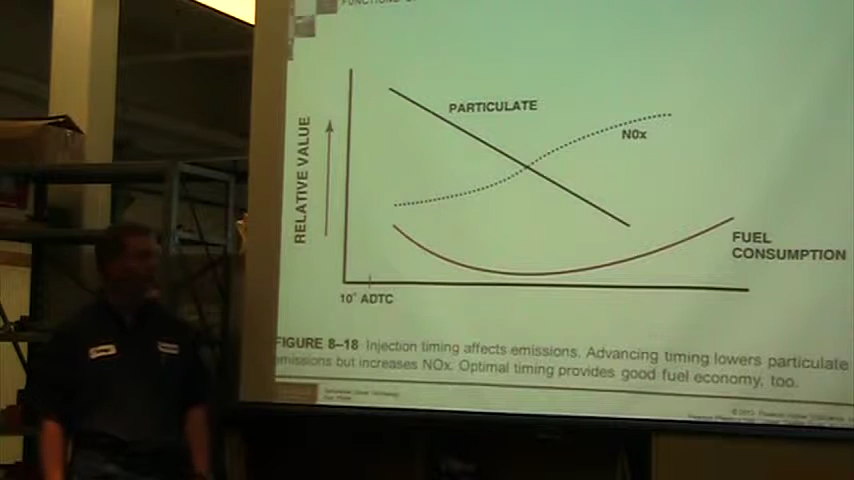 PARTICULATE
N0x
RELATIVE VALUE
FUEL
CONSUMPTION
10° ADTC
FIGURE 8–18 Injection timing affects emissions. Advancing timing lowers particulate
emissions but increases NOx. Optimal timing provides good fuel economy, too.